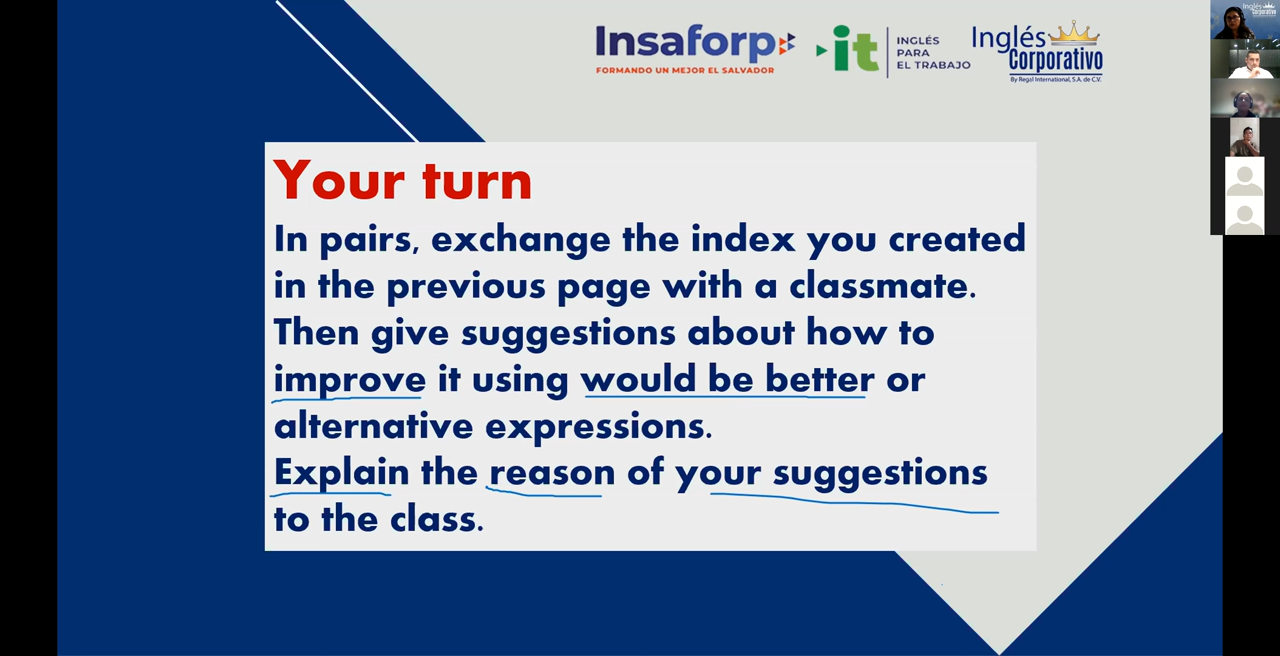 Insaforp
FORMANDO UN MEJOR EL SALVADOR
it
INGLÉS
PARA
EL TRABAJO
Inglés
Corporativo
By Regal International, S.A. de C.V.
Inglés
Corporativo
Your turn
In pairs, exchange the index you created
in the previous page with a classmate.
Then give suggestions about how to
improve it using would be better or
alternative expressions.
Explain the reason of your suggestions
to the class.